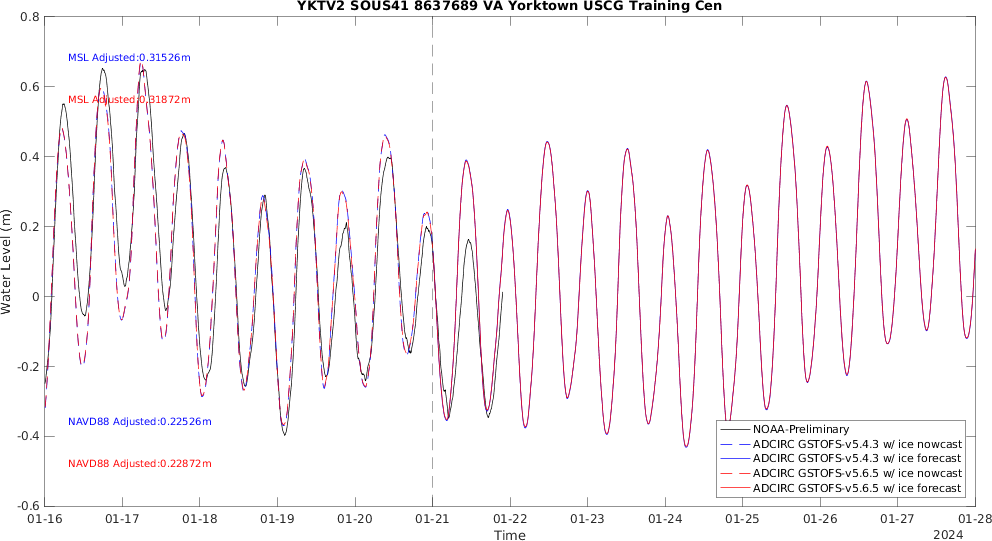 YKTV2 SOUS41 8637689 VA Yorktown USCG Training Cen
0.8
0.6
0.4
0.2
0
-0.2
-0.4
-0.6
Water Level (m)
MSL Adjusted:0.31526m
MSL Adjusted:0.31872m
NAVD88 Adjusted:0.22526m
NAVD88 Adjusted:0.22872m
NOAA-Preliminary
ADCIRC GSTOFS-v5.4.3 w/ ice nowcast
ADCIRC GSTOFS-v5.4.3 w/ ice forecast
ADCIRC GSTOFS-v5.6.5 w/ ice nowcast
ADCIRC GSTOFS-v5.6.5 w/ ice forecast
01-16 01-17 01-18 01-19 01-20 01-21 01-22 01-23 01-24 01-25 01-26 01-27 01-28
Time
2024